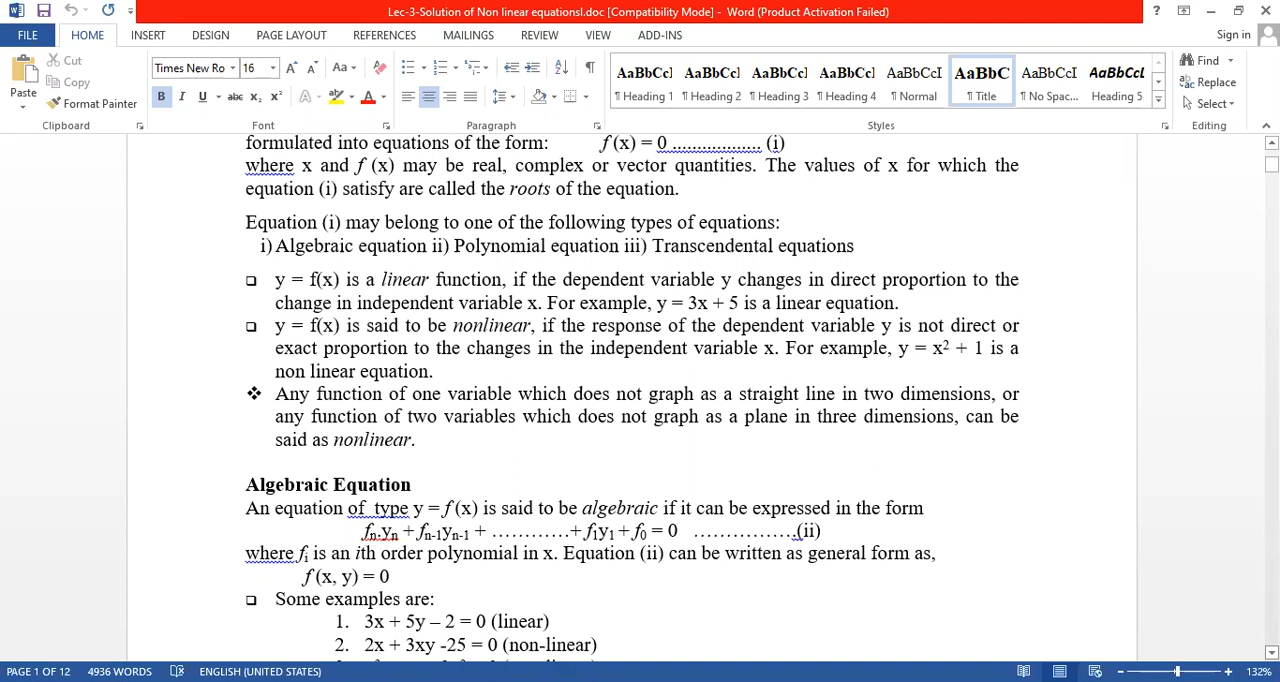 Lec-3-Solution of Non linear equationsl.doc [Compatibility Mode] - Word (Product Activation Failed)
FILE HOME INSERT DESIGN PAGE LAYOUT REFERENCES MAILINGS REVIEW VIEW ADD-INS Sign in
Cut
Copy
Format Painter
Paste
Clipboard
Times New Ro 16
Font
Paragraph
AaBbCcI AaBbCcI AaBbCcI AaBbCcI AaBbCcI AaBbC AaBbCcI AaBbCcL
¶ Heading 1 ¶ Heading 2 ¶ Heading 3 ¶ Heading 4 ¶ Normal ¶ Title ¶ No Spac... Heading 5
Styles
Find
Replace
Select
Editing
formulated into equations of the form: f (x) = 0 .................. (i)
where x and f (x) may be real, complex or vector quantities. The values of x for which the
equation (i) satisfy are called the roots of the equation.
Equation (i) may belong to one of the following types of equations:
i) Algebraic equation ii) Polynomial equation iii) Transcendental equations
❑ y = f(x) is a linear function, if the dependent variable y changes in direct proportion to the
change in independent variable x. For example, y = 3x + 5 is a linear equation.
❑ y = f(x) is said to be nonlinear, if the response of the dependent variable y is not direct or
exact proportion to the changes in the independent variable x. For example, y = x² + 1 is a
non linear equation.
❖ Any function of one variable which does not graph as a straight line in two dimensions, or
any function of two variables which does not graph as a plane in three dimensions, can be
said as nonlinear.
Algebraic Equation
An equation of type y = f (x) is said to be algebraic if it can be expressed in the form
fn.yn + fn-1yn-1 + ………… + f1y1 + f0 = 0 …………….(ii)
where fi is an ith order polynomial in x. Equation (ii) can be written as general form as,
f (x, y) = 0
❑ Some examples are:
1. 3x + 5y – 2 = 0 (linear)
2. 2x + 3xy -25 = 0 (non-linear)
PAGE 1 OF 12 4936 WORDS ENGLISH (UNITED STATES) 132%